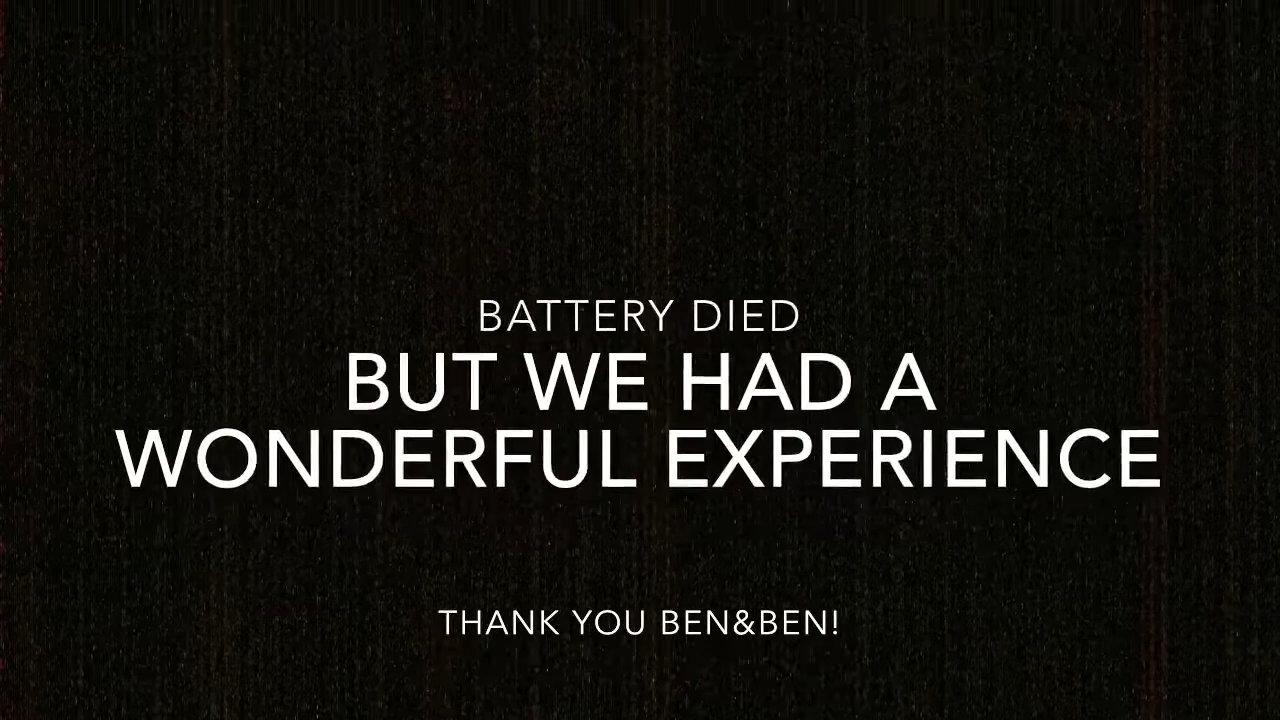 BATTERY DIED
BUT WE HAD A
WONDERFUL EXPERIENCE
THANK YOU BEN&BEN!